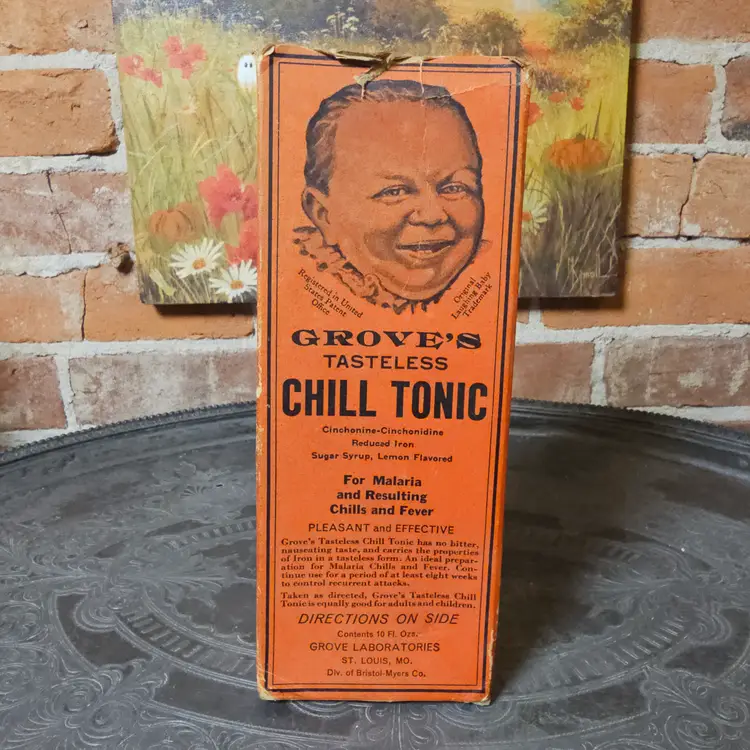 Registered in United
States Patent
Office
Original
Laughing Baby
Trademark
GROVE'S
TASTELESS
CHILL TONIC
Cinchonine-Cinchonidine
Reduced Iron
Sugar Syrup, Lemon Flavored
For Malaria
and Resulting
Chills and Fever
PLEASANT and EFFECTIVE
Grove's Tasteless Chill Tonic has no bitter,
nauseating taste, and carries the properties
of Iron in a tasteless form. An ideal prepar-
ation for Malaria Chills and Fever. Con-
tinue use for a period of at least eight weeks
to control recurrent attacks.
Taken as directed, Grove's Tasteless Chill
Tonic is equally good for adults and children.
DIRECTIONS ON SIDE
Contents 10 Fl. Ozs.
GROVE LABORATORIES
ST. LOUIS, MO.
Div. of Bristol-Myers Co.